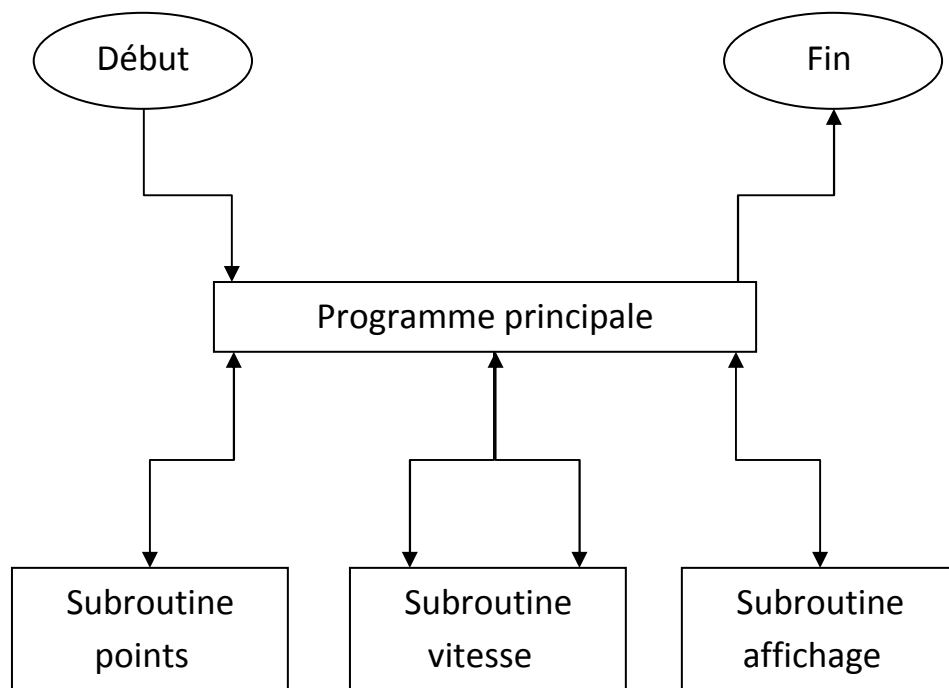 Début
Fin
Programme principale
Subroutine
points
Subroutine
vitesse
Subroutine
affichage